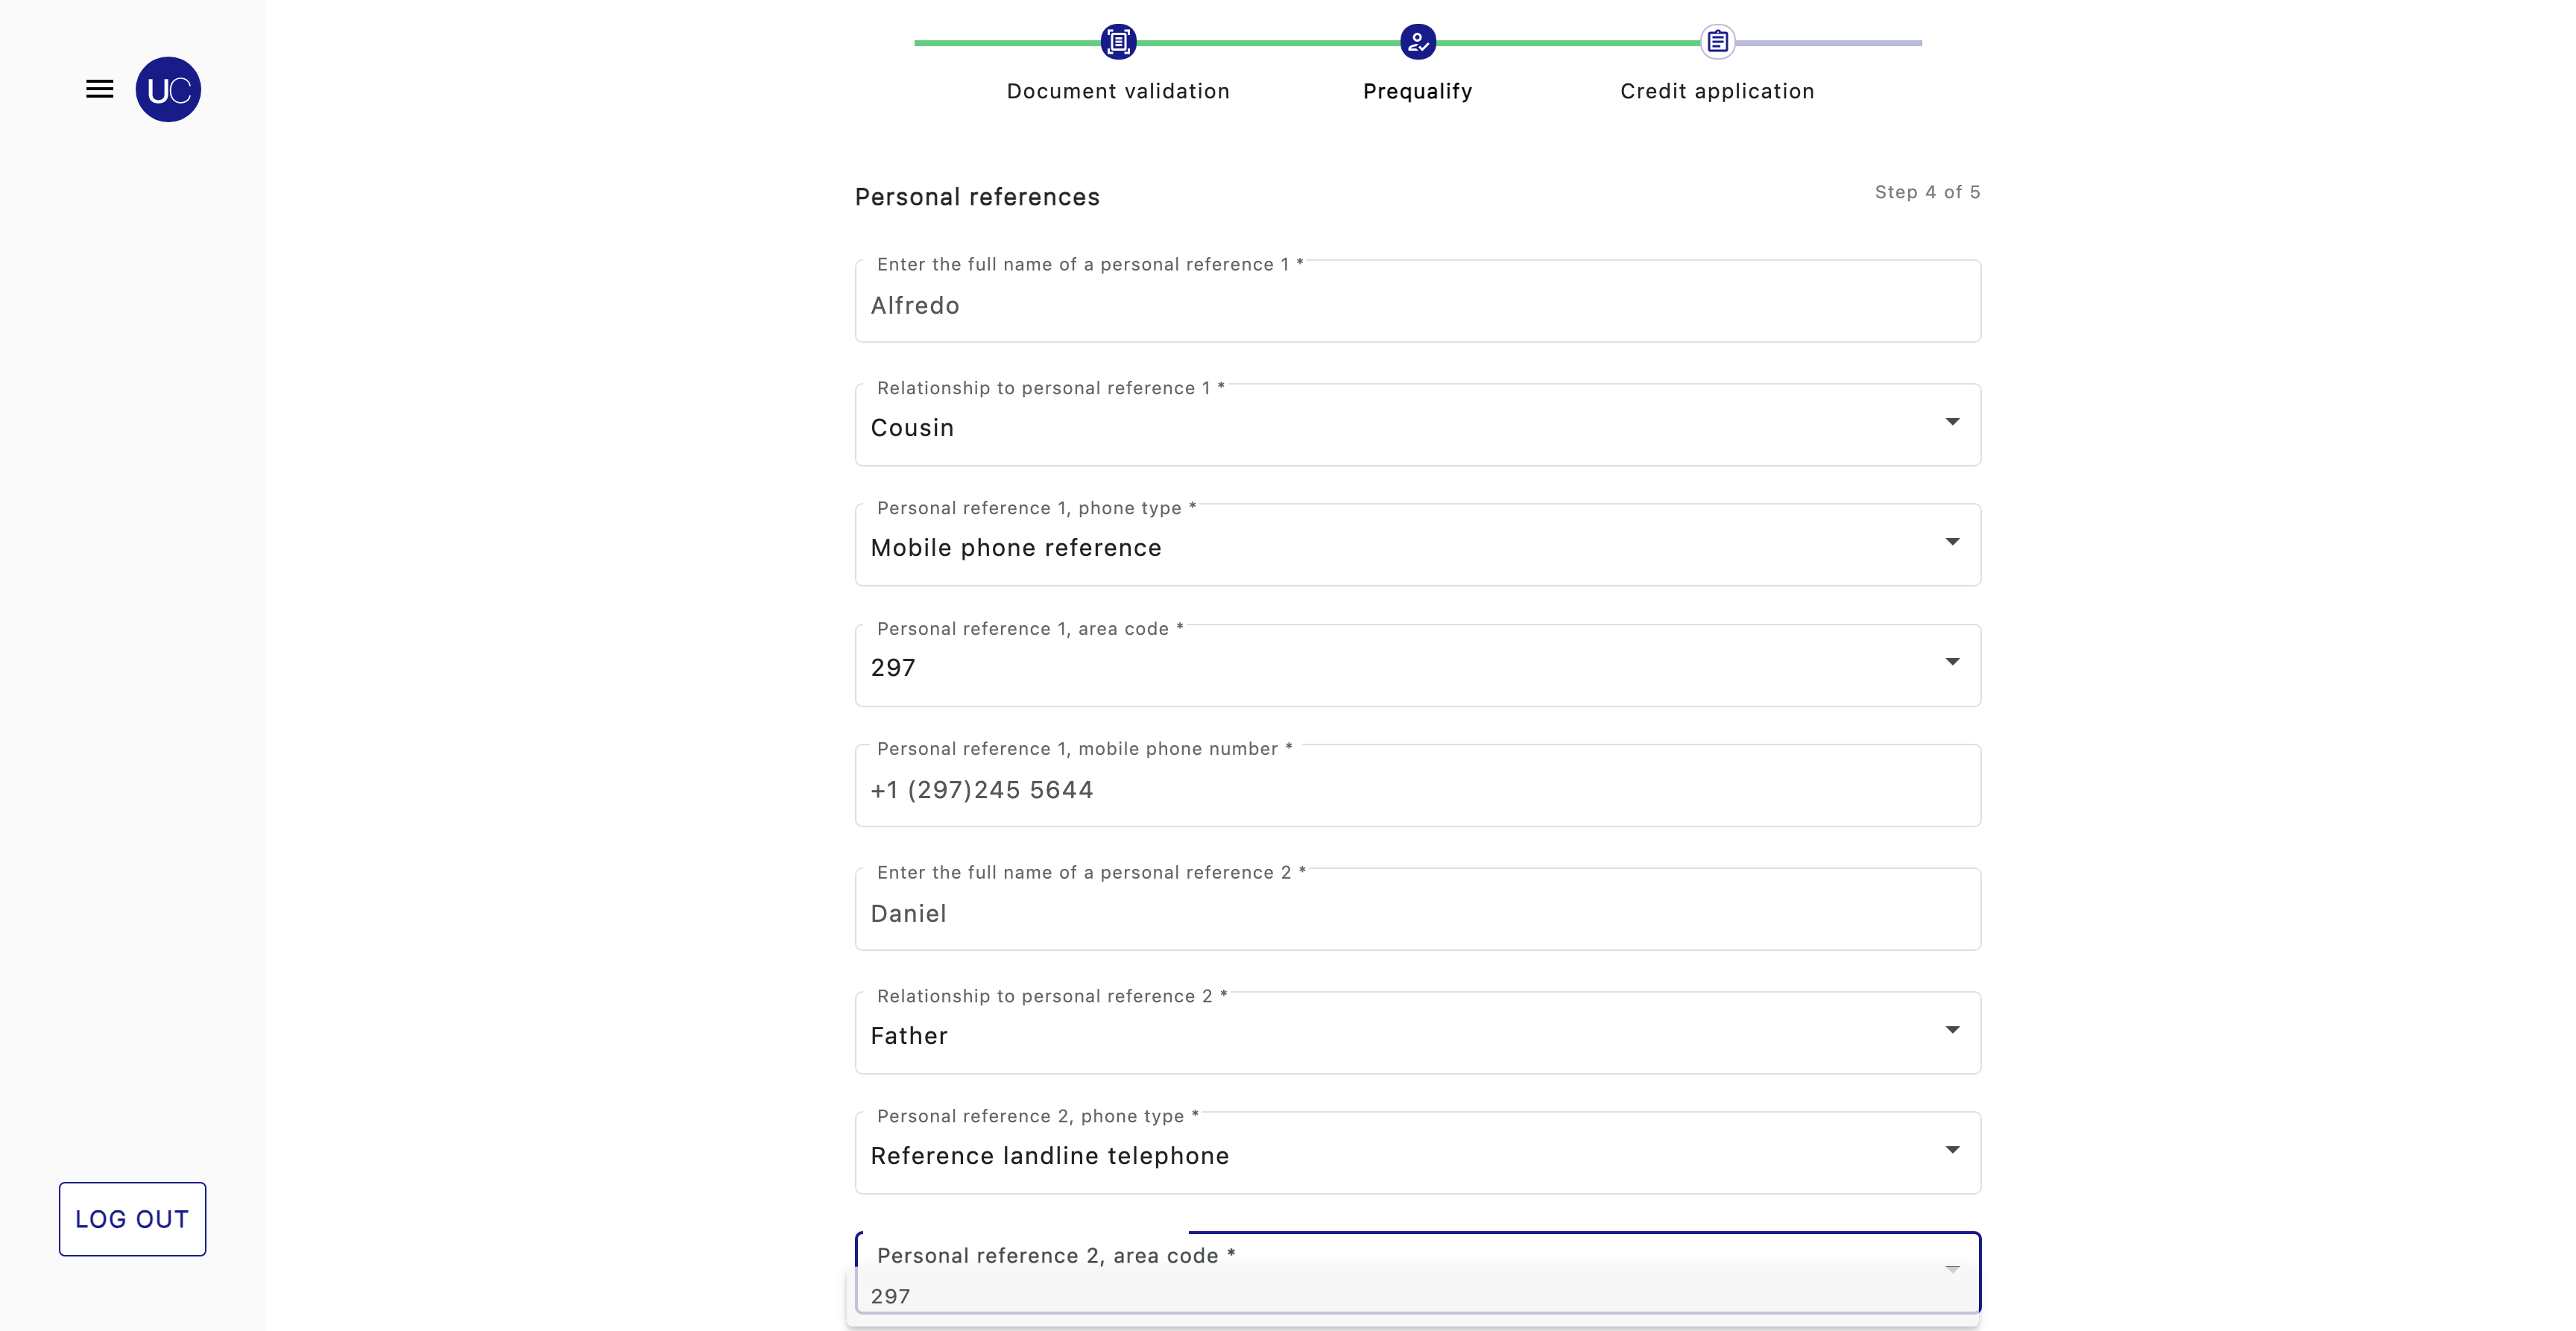 UC
Document validation
Prequalify
Credit application
Personal references
Step 4 of 5
Enter the full name of a personal reference 1 *
Alfredo
Relationship to personal reference 1 *
Cousin
Personal reference 1, phone type *
Mobile phone reference
Personal reference 1, area code *
297
Personal reference 1, mobile phone number *
+1 (297)245 5644
Enter the full name of a personal reference 2 *
Daniel
Relationship to personal reference 2 *
Father
Personal reference 2, phone type *
Reference landline telephone
LOG OUT
Personal reference 2, area code *
297